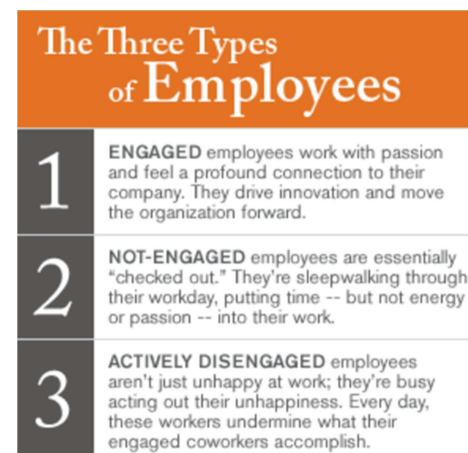 The Three Types
of Employees
1
ENGAGED employees work with passion
and feel a profound connection to their
company. They drive innovation and move
the organization forward.
2
NOT-ENGAGED employees are essentially
“checked out.” They’re sleepwalking through
their workday, putting time -- but not energy
or passion -- into their work.
3
ACTIVELY DISENGAGED employees
aren’t just unhappy at work; they’re busy
acting out their unhappiness. Every day,
these workers undermine what their
engaged coworkers accomplish.